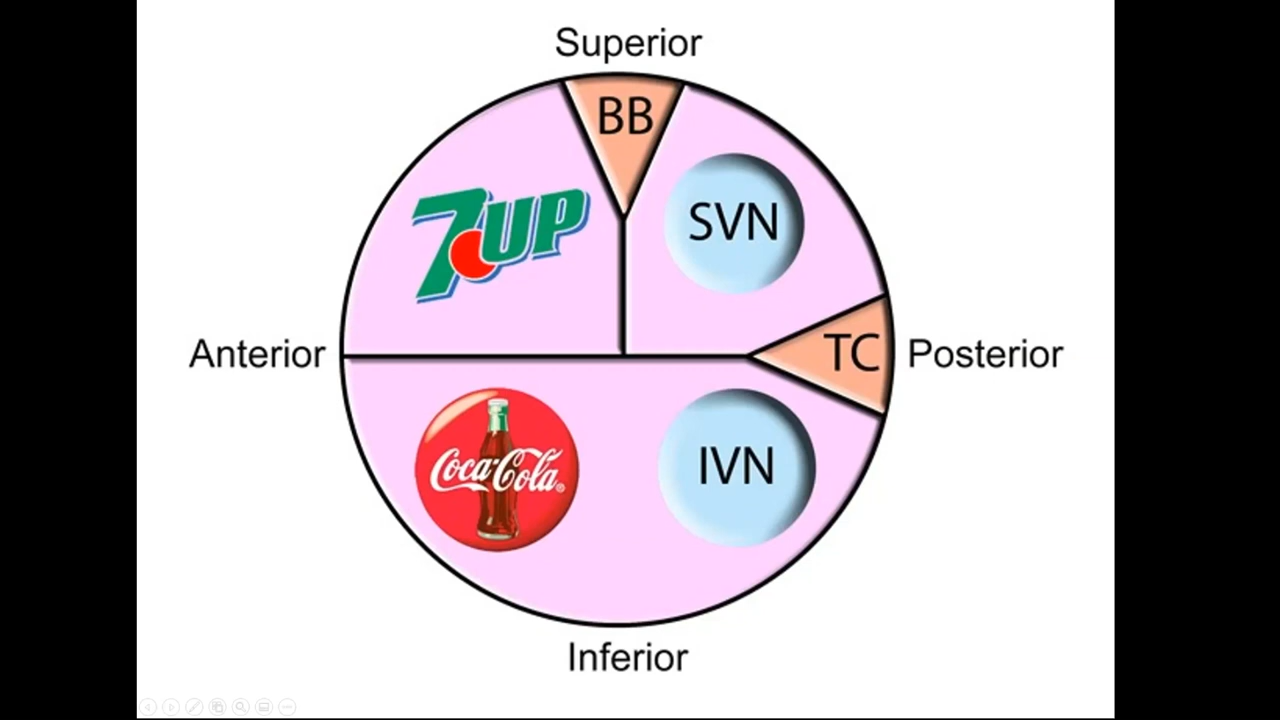 Superior
BB
7UP
SVN
Anterior
TC
Posterior
Coca-Cola®
IVN
Inferior